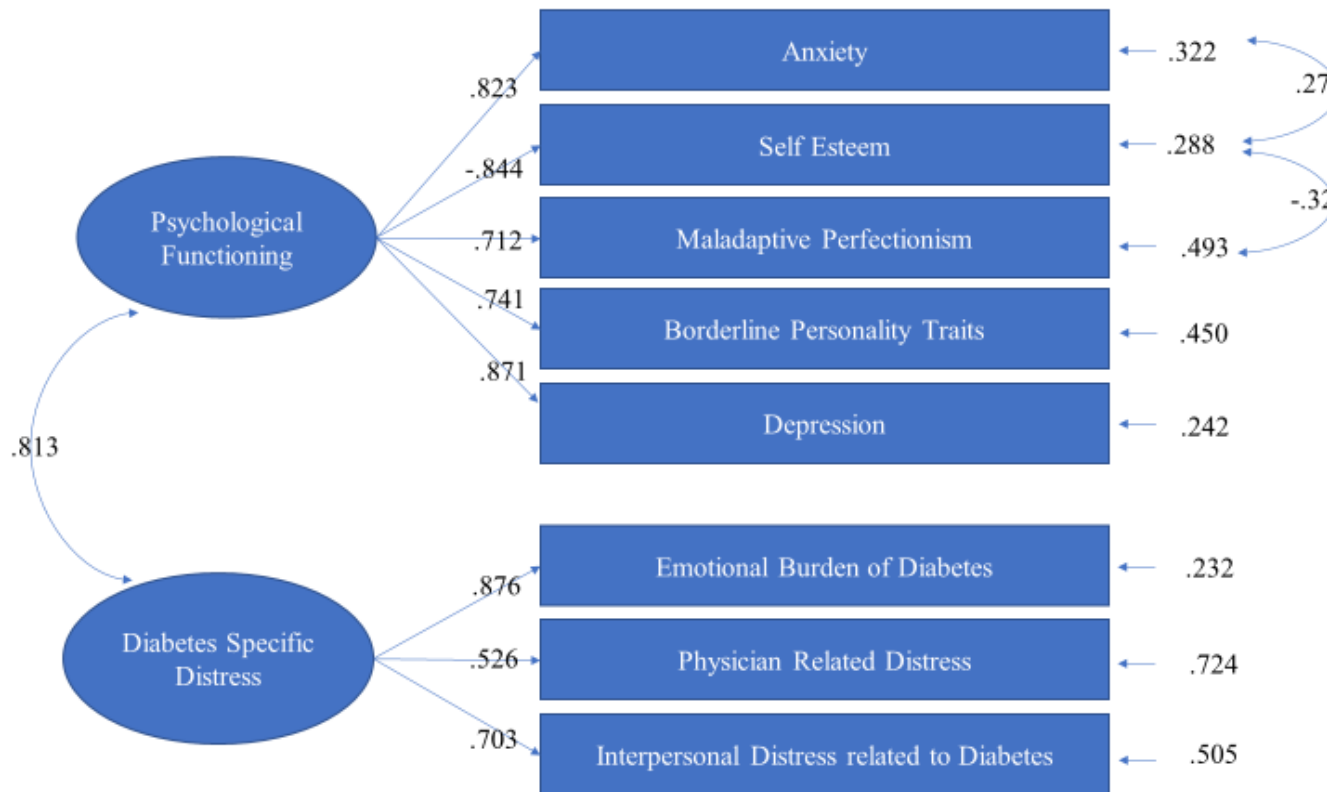 Anxiety
.322
.27
.823
Self Esteem
.288
-.844
-.32
Psychological
Functioning
.712
Maladaptive Perfectionism
.493
.741
Borderline Personality Traits
.450
.871
Depression
.242
.813
Emotional Burden of Diabetes
.232
.876
Diabetes Specific
Distress
.526
Physician Related Distress
.724
.703
Interpersonal Distress related to Diabetes
.505